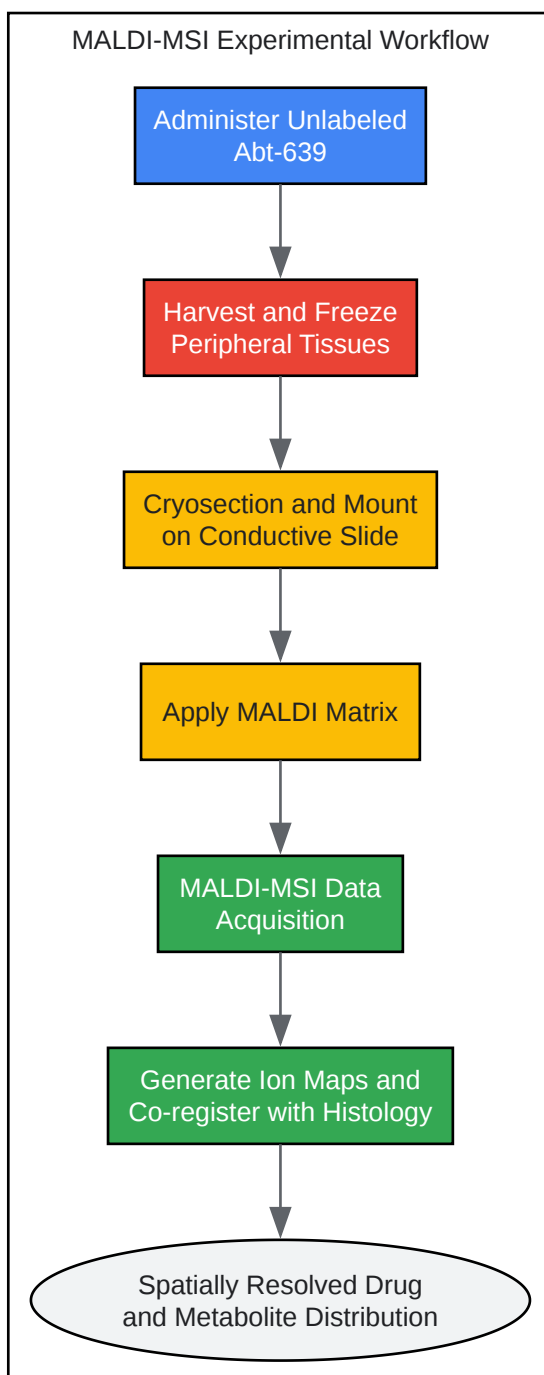 MALDI-MSI Experimental Workflow
Administer Unlabeled
Abt-639
Harvest and Freeze
Peripheral Tissues
Cryosection and Mount
on Conductive Slide
Apply MALDI Matrix
MALDI-MSI Data
Acquisition
Generate Ion Maps and
Co-register with Histology
Spatially Resolved Drug
and Metabolite Distribution